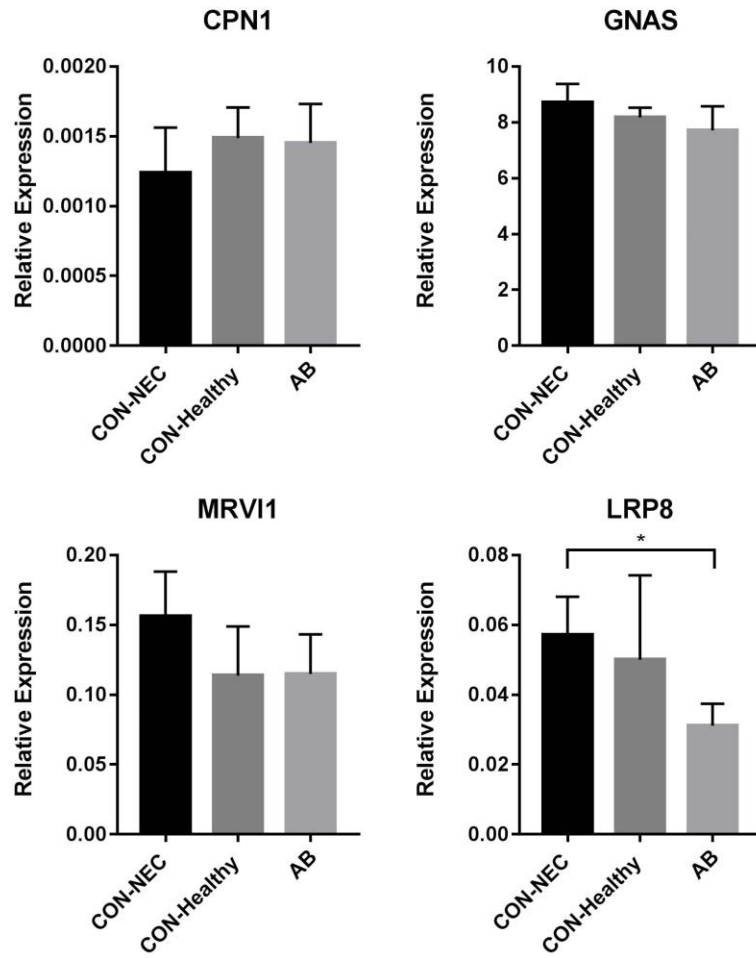 CPN1
Relative Expression
0.0020
0.0015
0.0010
0.0005
0.0000
CON-NEC
CON-Healthy
AB
GNAS
Relative Expression
10
8
6
4
2
0
CON-NEC
CON-Healthy
AB
MRVI1
Relative Expression
0.20
0.15
0.10
0.05
0.00
CON-NEC
CON-Healthy
AB
LRP8
*
Relative Expression
0.08
0.06
0.04
0.02
0.00
CON-NEC
CON-Healthy
AB